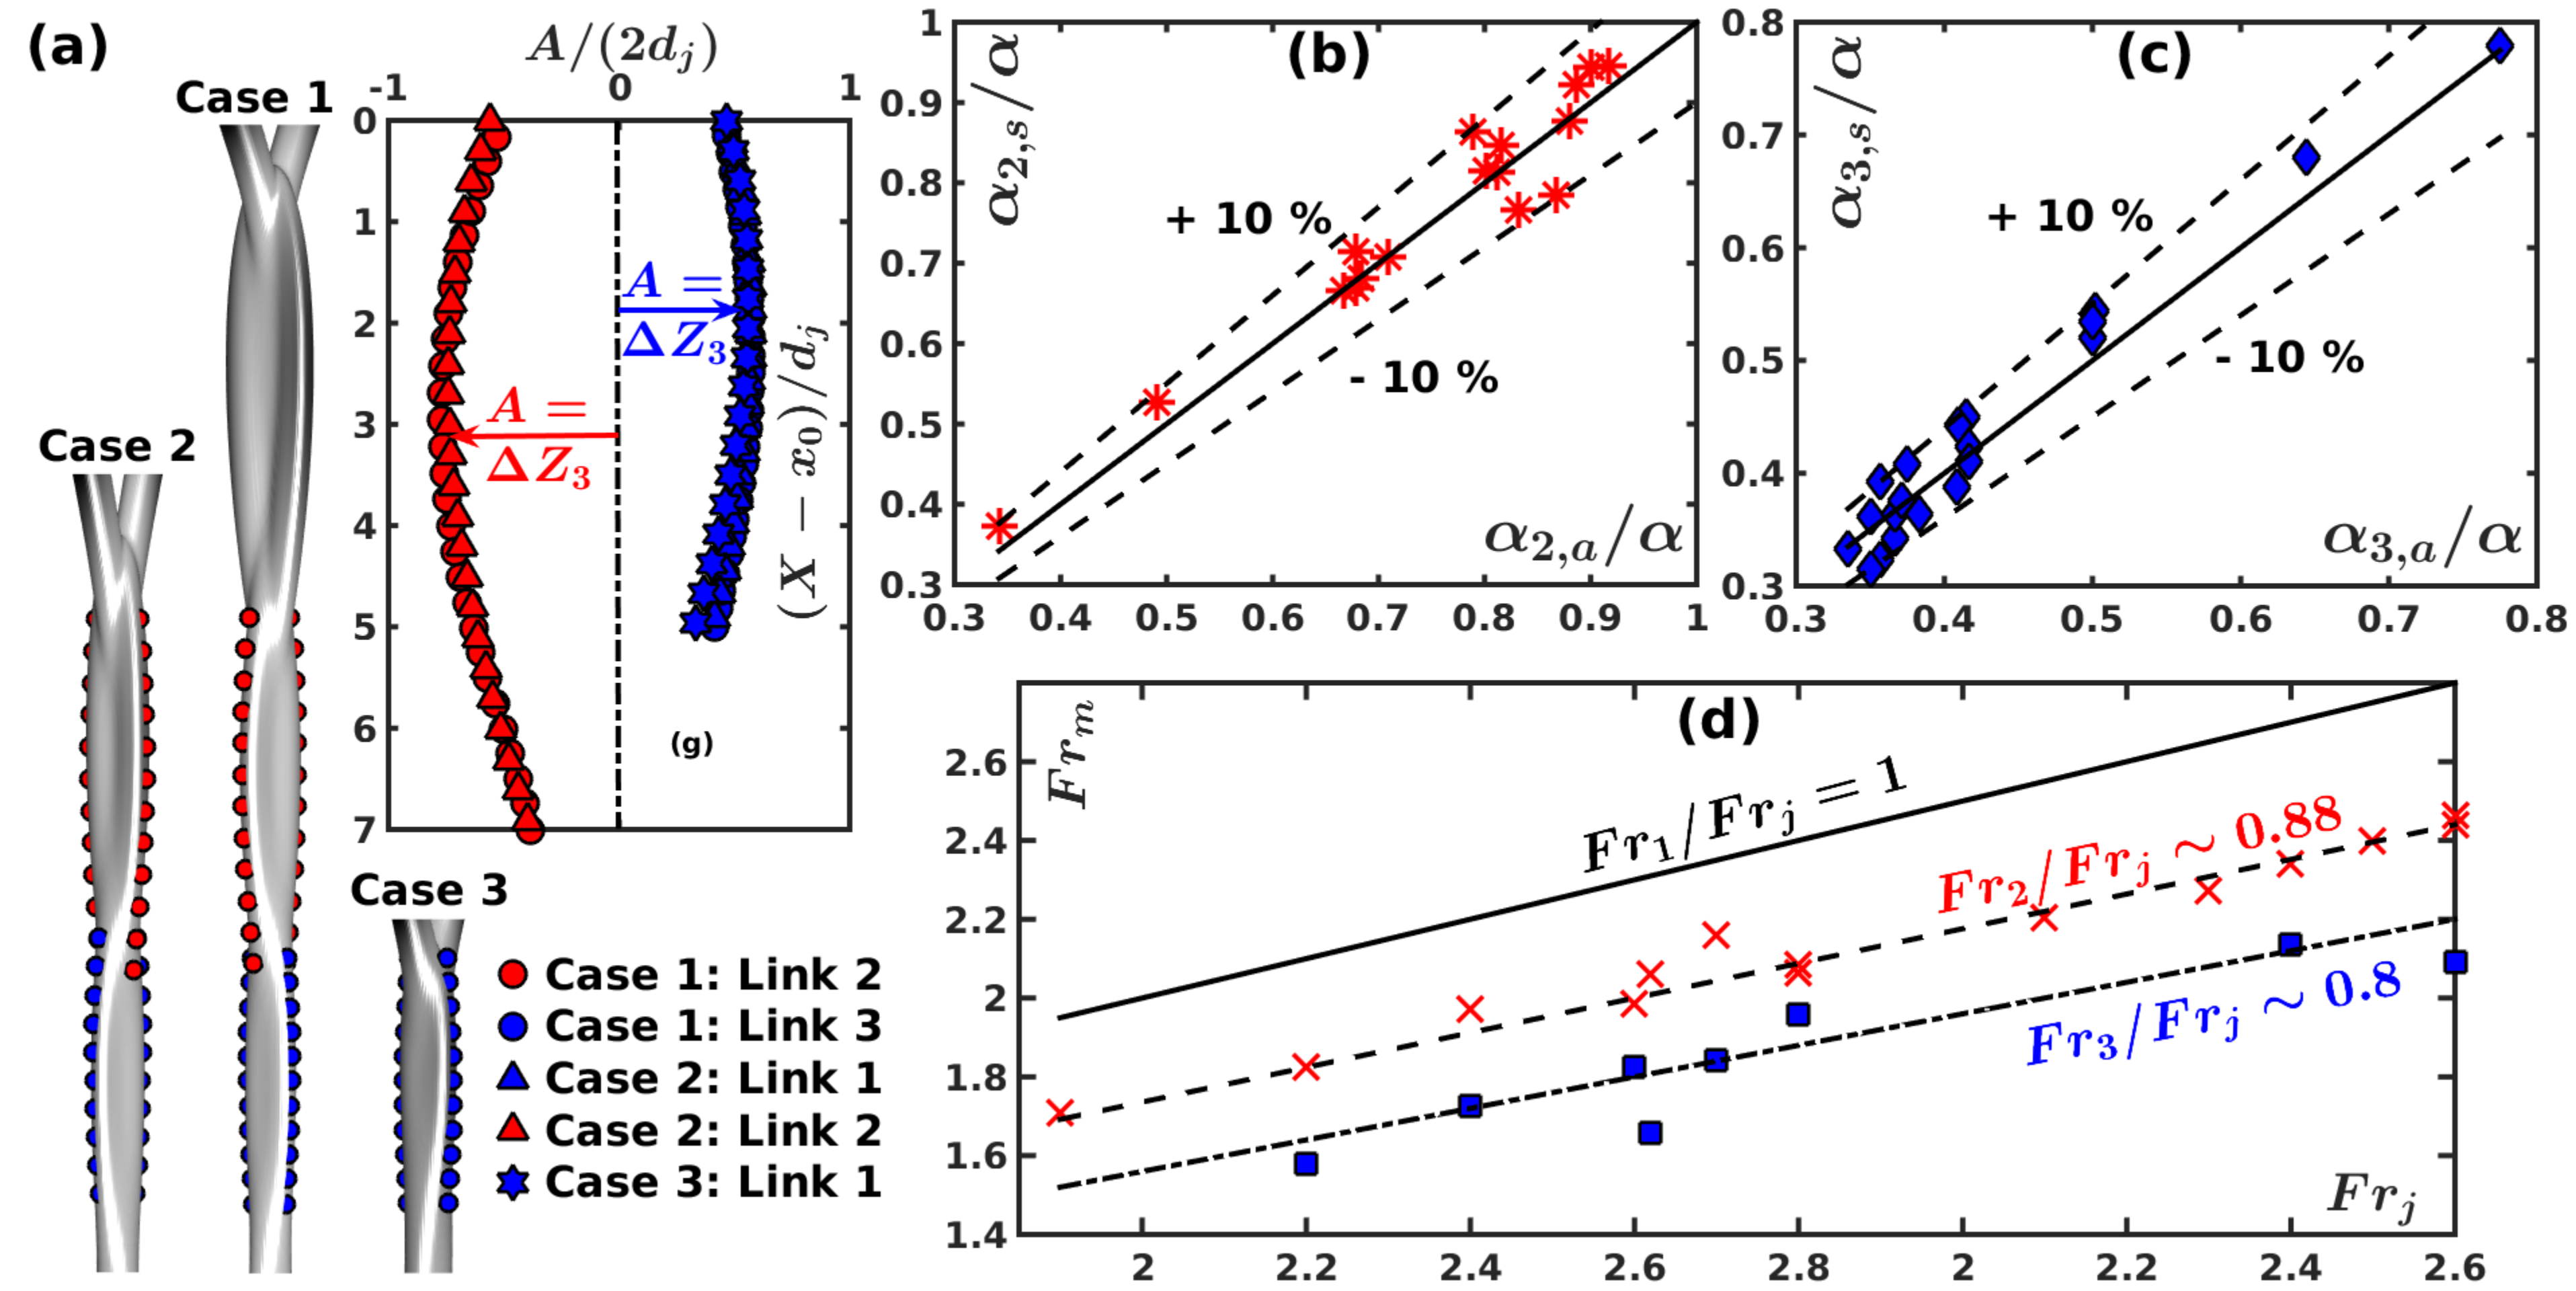 (a)
Case 1
Case 2
Case 3
A/(2d_j)
-1 0 1
0
1
2
3
4
5
6
7
A =
ΔZ_3
A =
ΔZ_3
(X − x_0)/d_j
(g)
Case 1: Link 2
Case 1: Link 3
Case 2: Link 1
Case 2: Link 2
Case 3: Link 1
(b)
α_{2,s}/α
1
0.9
0.8
0.7
0.6
0.5
0.4
0.3
+ 10 %
- 10 %
α_{2,a}/α
0.3 0.4 0.5 0.6 0.7 0.8 0.9 1
(c)
α_{3,s}/α
0.8
0.7
0.6
0.5
0.4
0.3
+ 10 %
- 10 %
α_{3,a}/α
0.3 0.4 0.5 0.6 0.7 0.8
(d)
Fr_m
2.6
2.4
2.2
2
1.8
1.6
1.4
Fr_1/Fr_j = 1
Fr_2/Fr_j ∼ 0.88
Fr_3/Fr_j ∼ 0.8
Fr_j
2 2.2 2.4 2.6 2.8 2 2.2 2.4 2.6